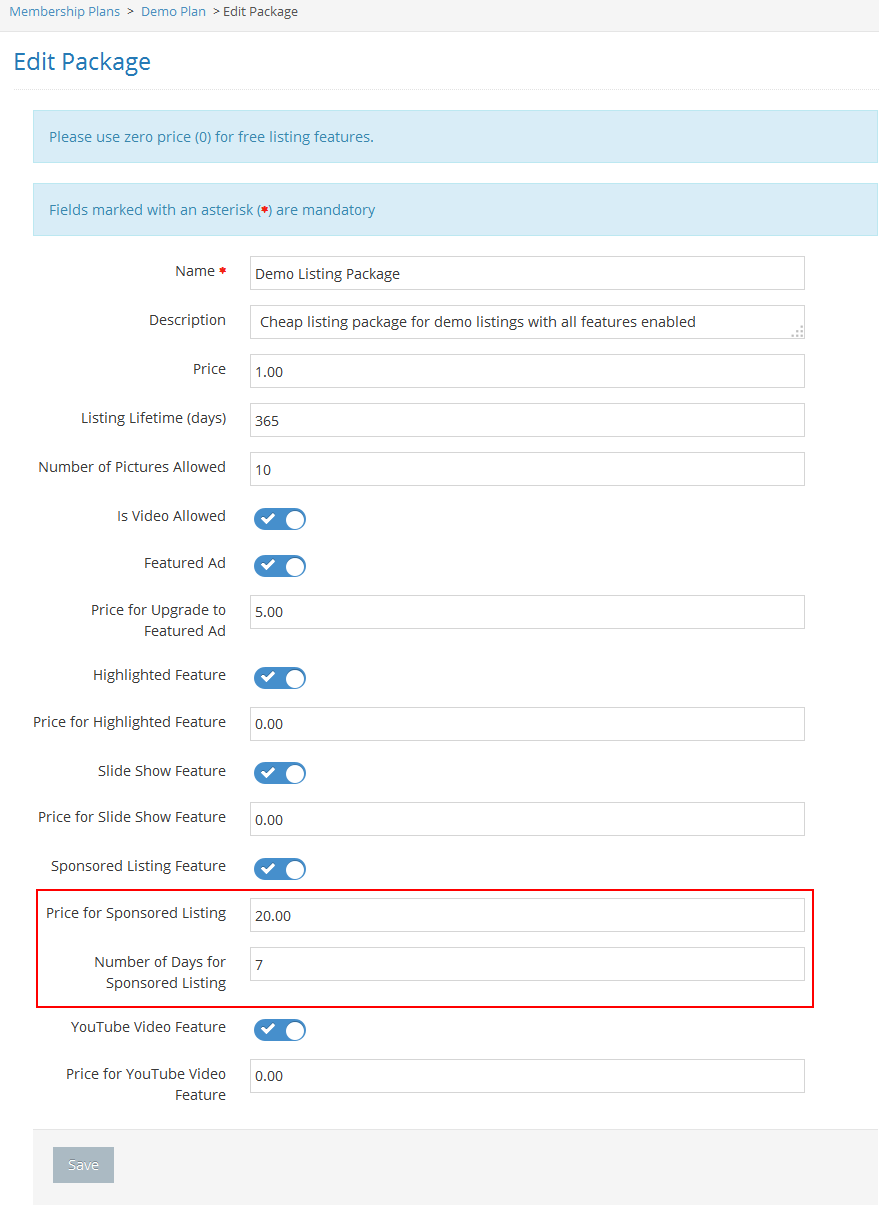 Membership Plans > Demo Plan > Edit Package
Edit Package
Please use zero price (0) for free listing features.
Fields marked with an asterisk (*) are mandatory
Name * Demo Listing Package
Description Cheap listing package for demo listings with all features enabled
Price 1.00
Listing Lifetime (days) 365
Number of Pictures Allowed 10
Is Video Allowed
Featured Ad
Price for Upgrade to
Featured Ad
5.00
Highlighted Feature
Price for Highlighted Feature 0.00
Slide Show Feature
Price for Slide Show Feature 0.00
Sponsored Listing Feature
Price for Sponsored Listing 20.00
Number of Days for
Sponsored Listing
7
YouTube Video Feature
Price for YouTube Video
Feature
0.00
Save